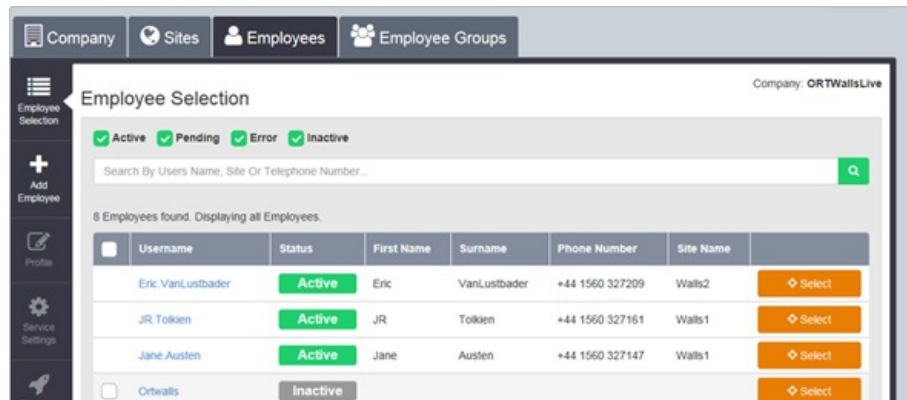 Company Sites Employees Employee Groups
Company: ORTWallsLive
Employee Selection
Employee Selection
Active Pending Error Inactive
Search By Users Name, Site Or Telephone Number...
Add Employee
8 Employees found. Displaying all Employees.
Profile
Username Status First Name Surname Phone Number Site Name
Eric.VanLustbader Active Eric VanLustbader +44 1560 327209 Walls2 Select
Service Settings
JR.Tolkien Active JR Tolkien +44 1560 327161 Walls1 Select
Jane.Austen Active Jane Austen +44 1560 327147 Walls1 Select
Ortwalls Inactive Select